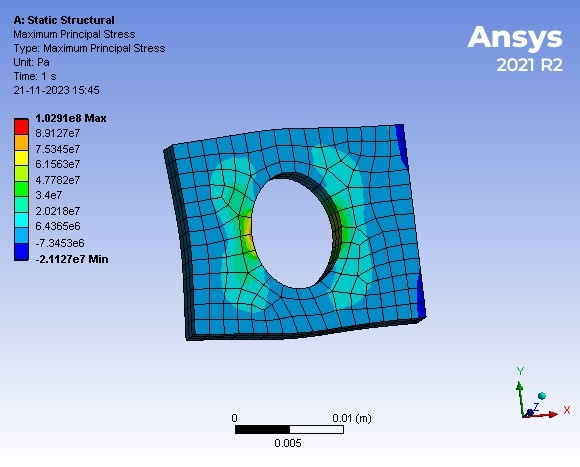 A: Static Structural
Maximum Principal Stress
Type: Maximum Principal Stress
Unit: Pa
Time: 1 s
21-11-2023 15:45
Ansys
2021 R2
1.0291e8 Max
8.9127e7
7.5345e7
6.1563e7
4.7782e7
3.4e7
2.0218e7
6.4365e6
-7.3453e6
-2.1127e7 Min
Y
Z
X
0
0.01 (m)
0.005